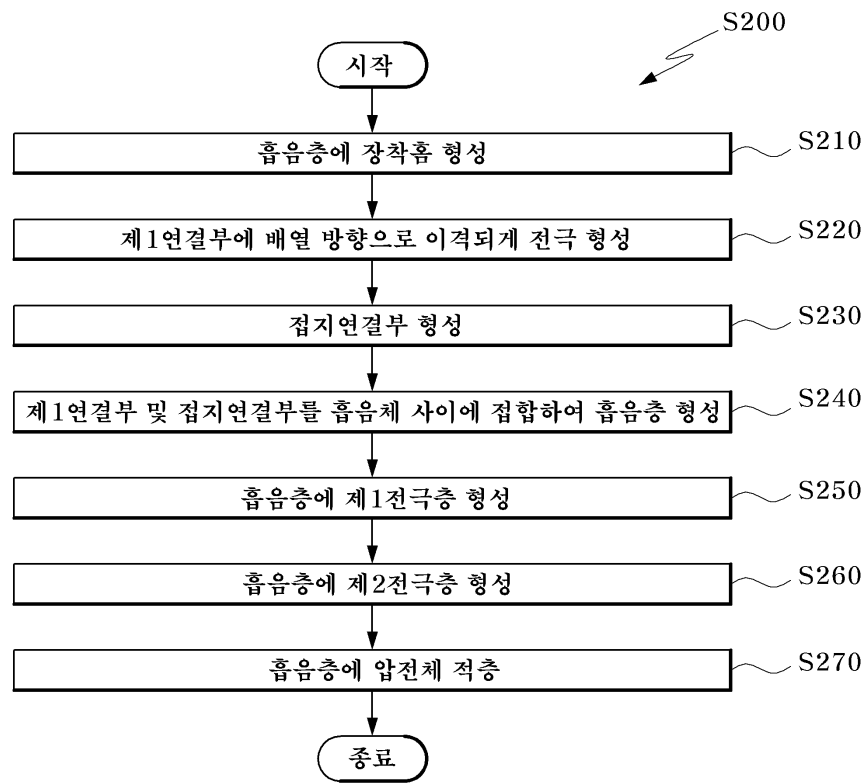 S200
시작
흡음층에 장착홈 형성
S210
제1연결부에 배열 방향으로 이격되게 전극 형성
S220
접지연결부 형성
S230
제1연결부 및 접지연결부를 흡음체 사이에 접합하여 흡음층 형성
S240
흡음층에 제1전극층 형성
S250
흡음층에 제2전극층 형성
S260
흡음층에 압전체 적층
S270
종료